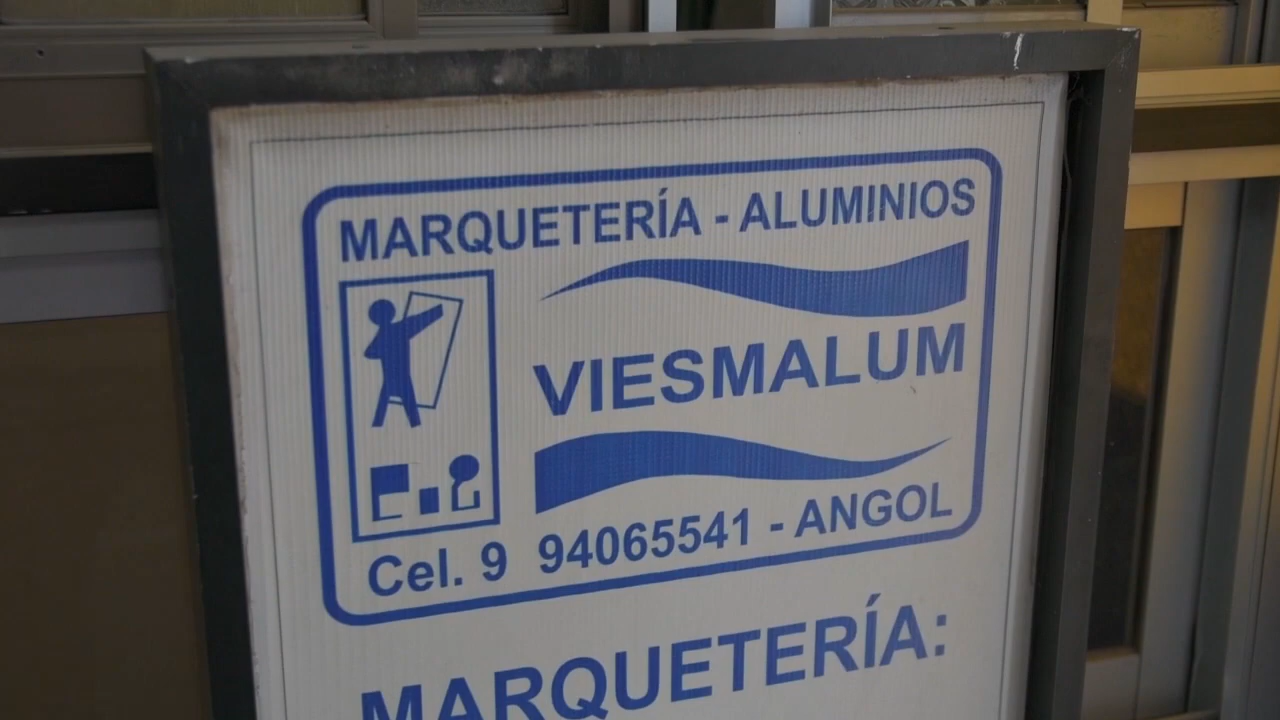 MARQUETERÍA - ALUMINIOS
VIESMALUM
Cel. 9 94065541 - ANGOL
MARQUETERÍA: